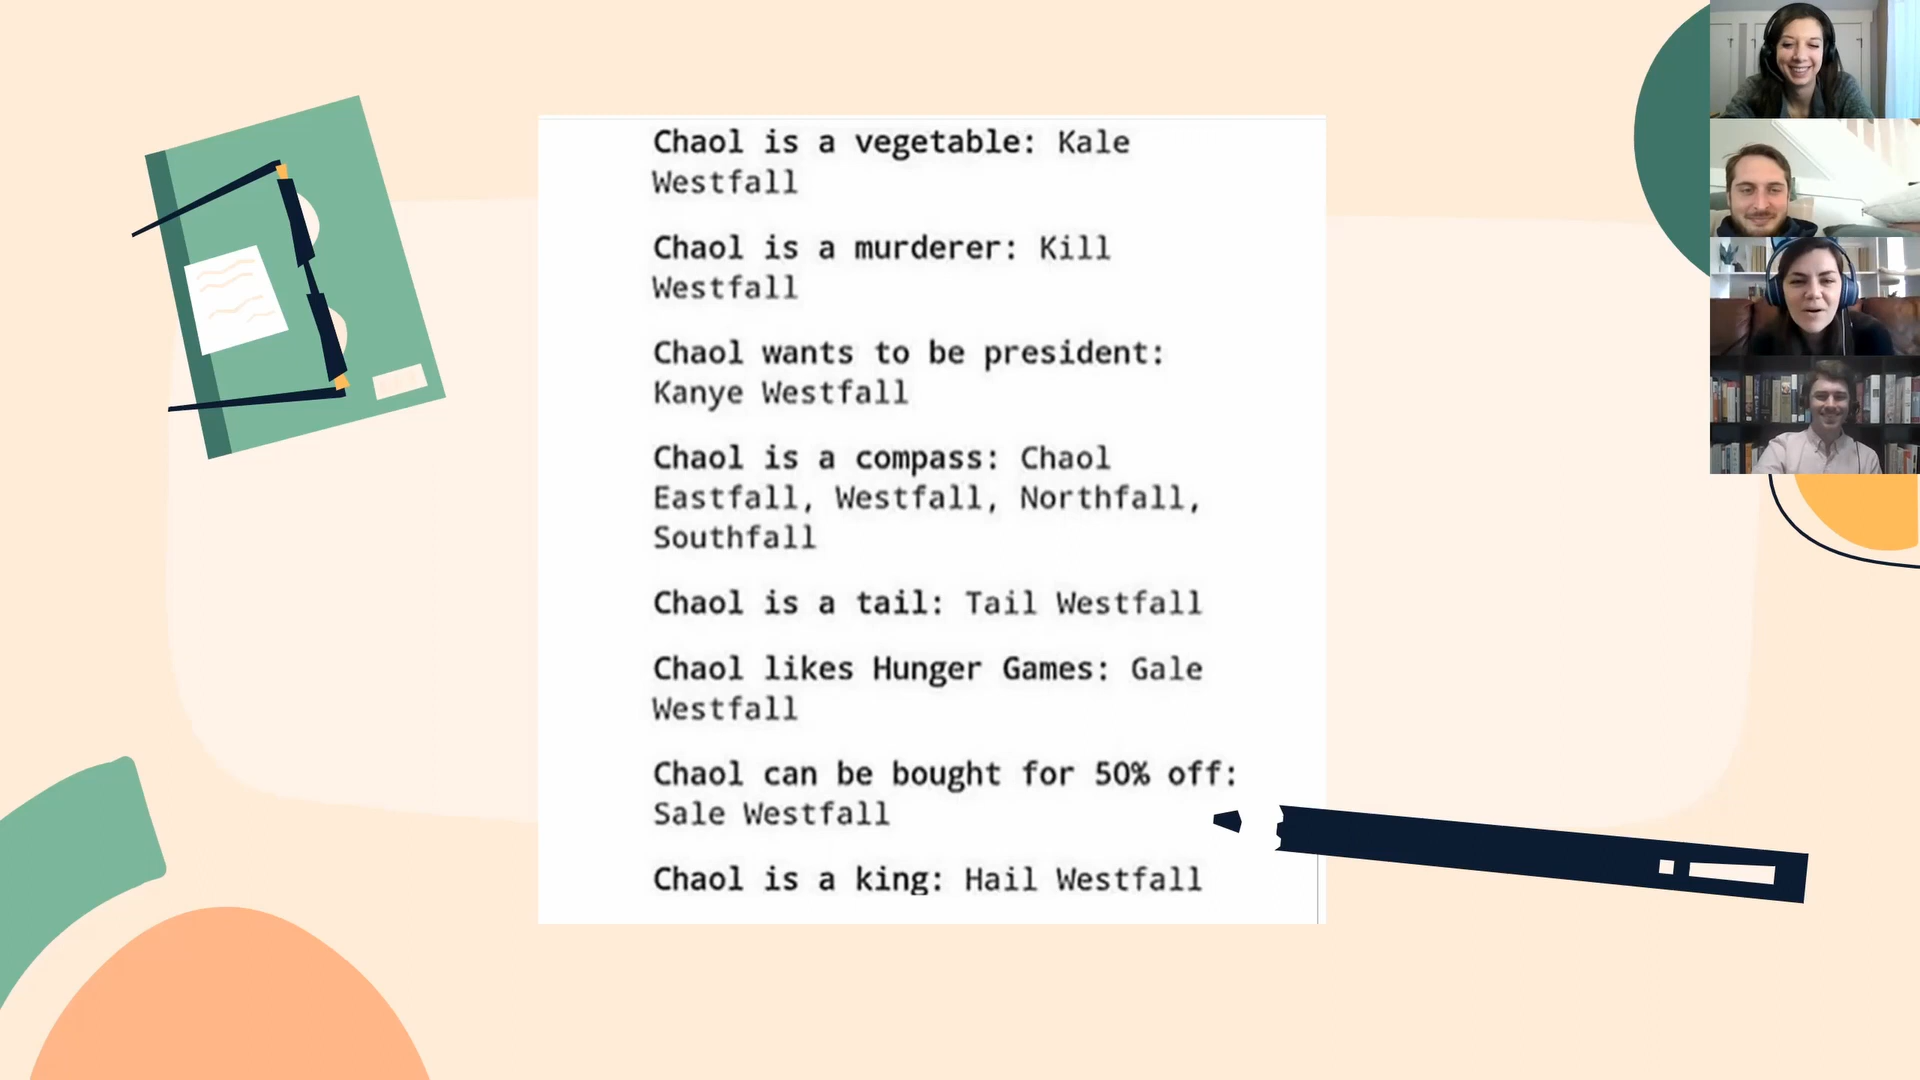 Chaol is a vegetable: Kale
Westfall
Chaol is a murderer: Kill
Westfall
Chaol wants to be president:
Kanye Westfall
Chaol is a compass: Chaol
Eastfall, Westfall, Northfall,
Southfall
Chaol is a tail: Tail Westfall
Chaol likes Hunger Games: Gale
Westfall
Chaol can be bought for 50% off:
Sale Westfall
Chaol is a king: Hail Westfall